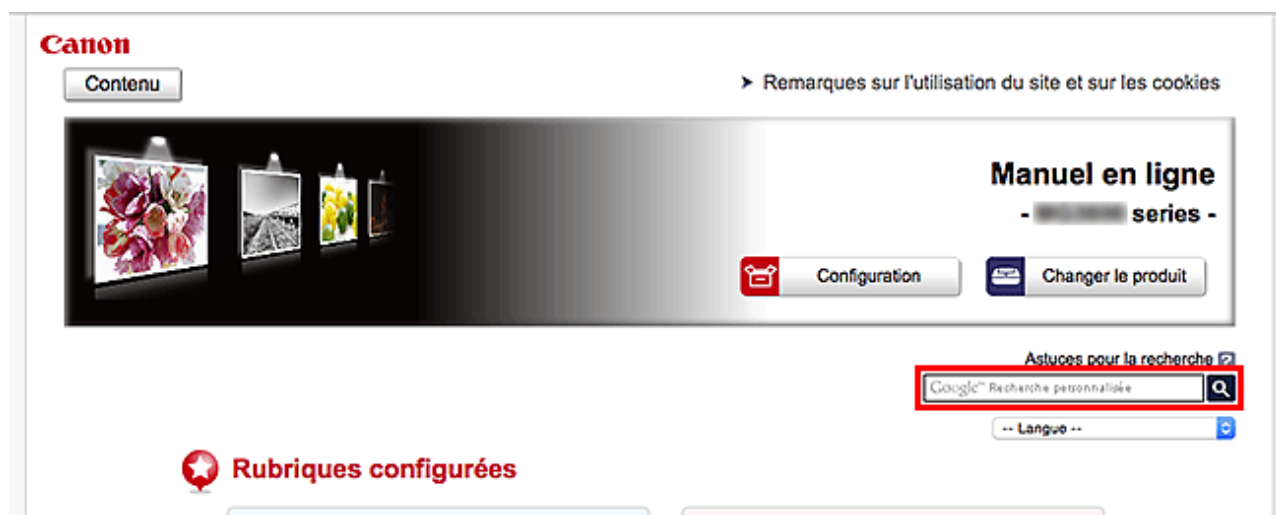 Canon
Contenu
Remarques sur l'utilisation du site et sur les cookies
Manuel en ligne
- series -
Configuration
Changer le produit
Astuces pour la recherche ?
Google™ Recherche personnalisée
-- Langue --
Rubriques configurées